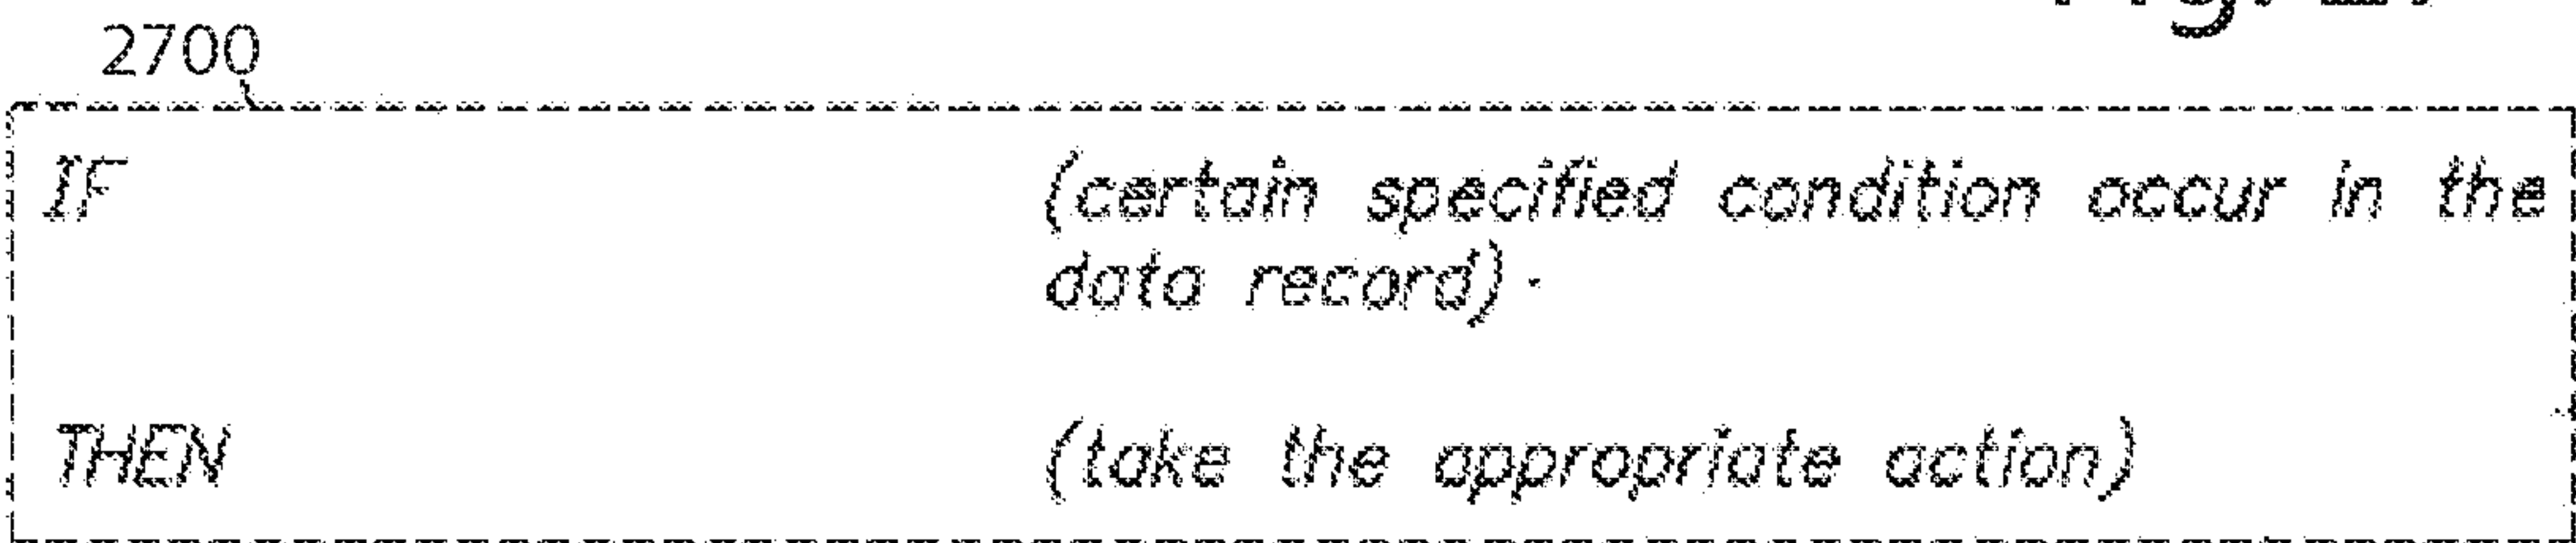 2700
IF (certain specified condition occur in the
data record)
THEN (take the appropriate action)